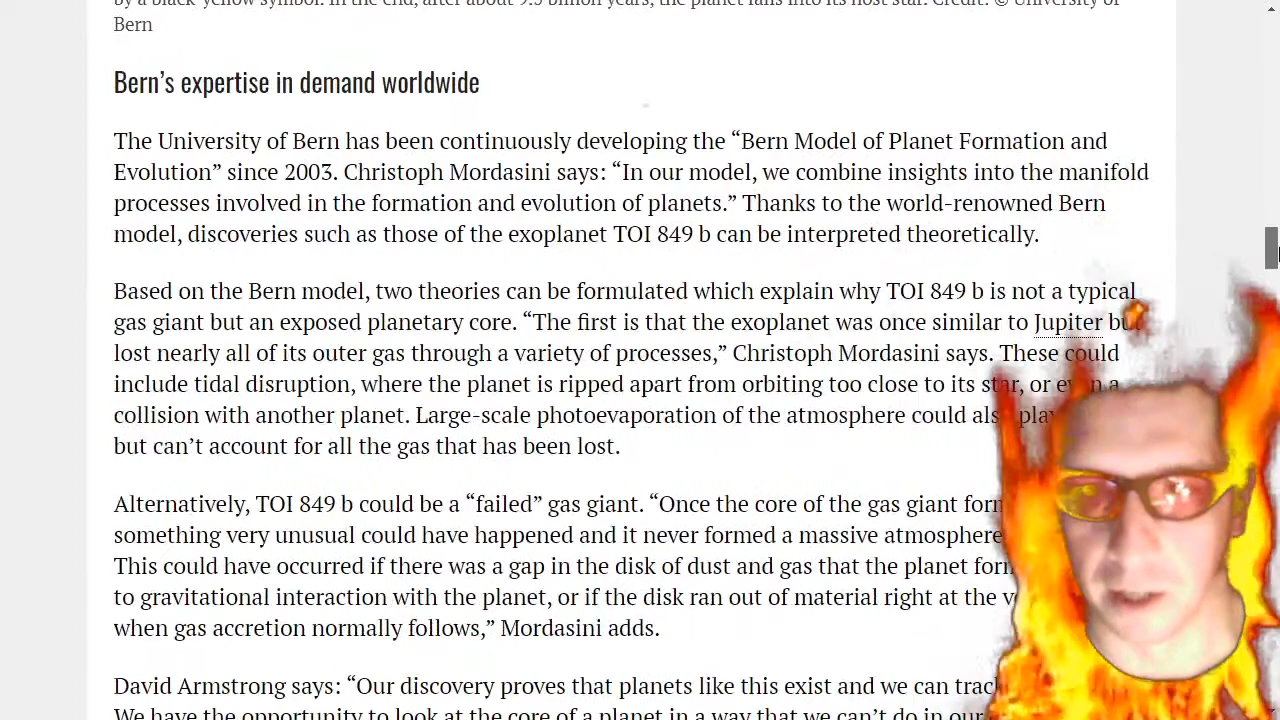 by a black-yellow symbol. In the end, after about 9.5 billion years, the planet falls into its host star. Credit: © University of
Bern
Bern’s expertise in demand worldwide
The University of Bern has been continuously developing the “Bern Model of Planet Formation and
Evolution” since 2003. Christoph Mordasini says: “In our model, we combine insights into the manifold
processes involved in the formation and evolution of planets.” Thanks to the world-renowned Bern
model, discoveries such as those of the exoplanet TOI 849 b can be interpreted theoretically.
Based on the Bern model, two theories can be formulated which explain why TOI 849 b is not a typical
gas giant but an exposed planetary core. “The first is that the exoplanet was once similar to Jupiter but
lost nearly all of its outer gas through a variety of processes,” Christoph Mordasini says. These could
include tidal disruption, where the planet is ripped apart from orbiting too close to its star, or even a
collision with another planet. Large-scale photoevaporation of the atmosphere could also play
but can’t account for all the gas that has been lost.
Alternatively, TOI 849 b could be a “failed” gas giant. “Once the core of the gas giant
something very unusual could have happened and it never formed a massive atmosphere
This could have occurred if there was a gap in the disk of dust and gas that the planet
to gravitational interaction with the planet, or if the disk ran out of material right at the
when gas accretion normally follows,” Mordasini adds.
David Armstrong says: “Our discovery proves that planets like this exist and we can
We have the opportunity to look at the core of a planet in a way that we can’t do in our